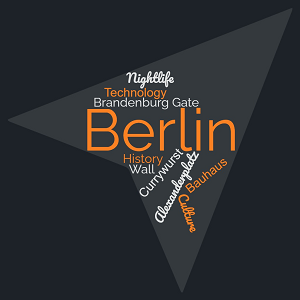 Nightlife
Technology
Brandenburg Gate
Berlin
History
Wall
Currywurst
Alexanderplatz
Bauhaus
Culture